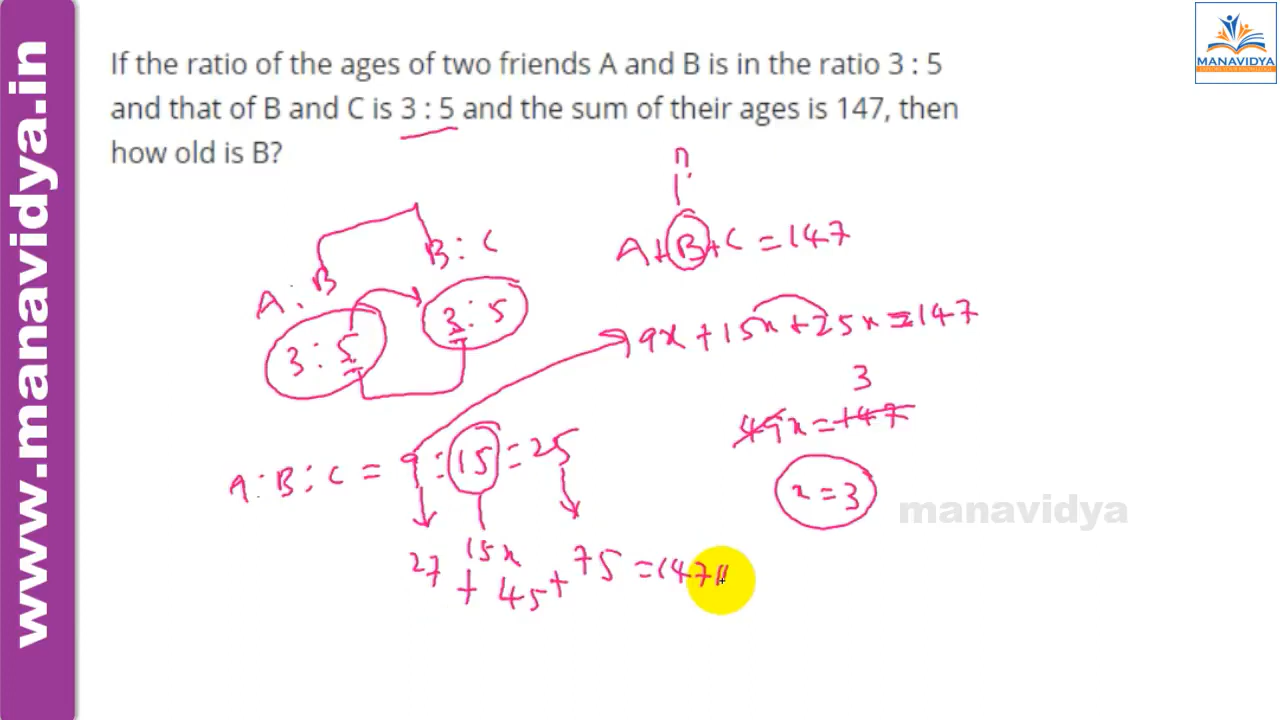 www.manavidya.in
MANAVIDYA
If the ratio of the ages of two friends A and B is in the ratio 3 : 5
and that of B and C is 3 : 5 and the sum of their ages is 147, then
how old is B?
A+B+C = 147
B : C
A : B
3 : 5
3 : 5
9x + 15x + 25x = 147
3
49x = 147
x = 3
A : B : C = 9 : 15 : 25
15x
27 + 45 + 75 = 147
manavidya